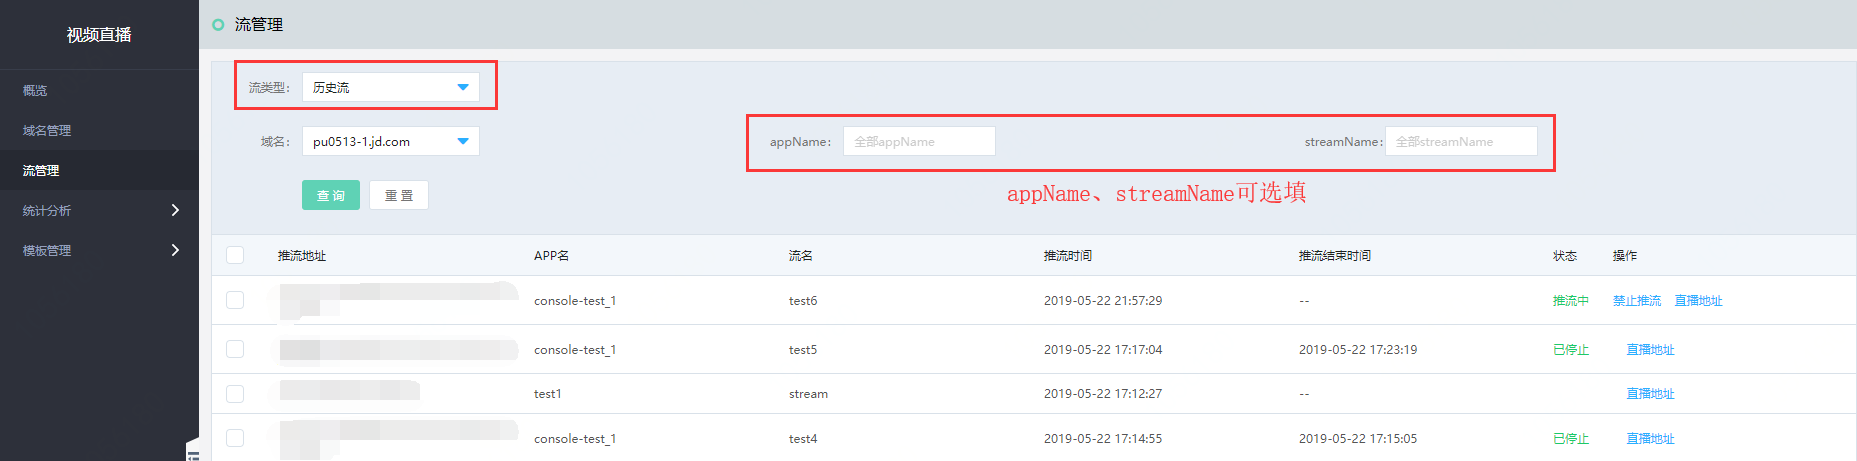 视频直播
概览
域名管理
流管理
统计分析
模板管理
流管理
流类型： 历史流
域名： pu0513-1.jd.com appName： 全部appName streamName： 全部streamName
查询 重置
appName、streamName可选填
推流地址 APP名 流名 推流时间 推流结束时间 状态 操作
console-test_1 test6 2019-05-22 21:57:29 -- 推流中 禁止推流 直播地址
console-test_1 test5 2019-05-22 17:17:04 2019-05-22 17:23:19 已停止 直播地址
test1 stream 2019-05-22 17:12:27 -- 直播地址
console-test_1 test4 2019-05-22 17:14:55 2019-05-22 17:15:05 已停止 直播地址